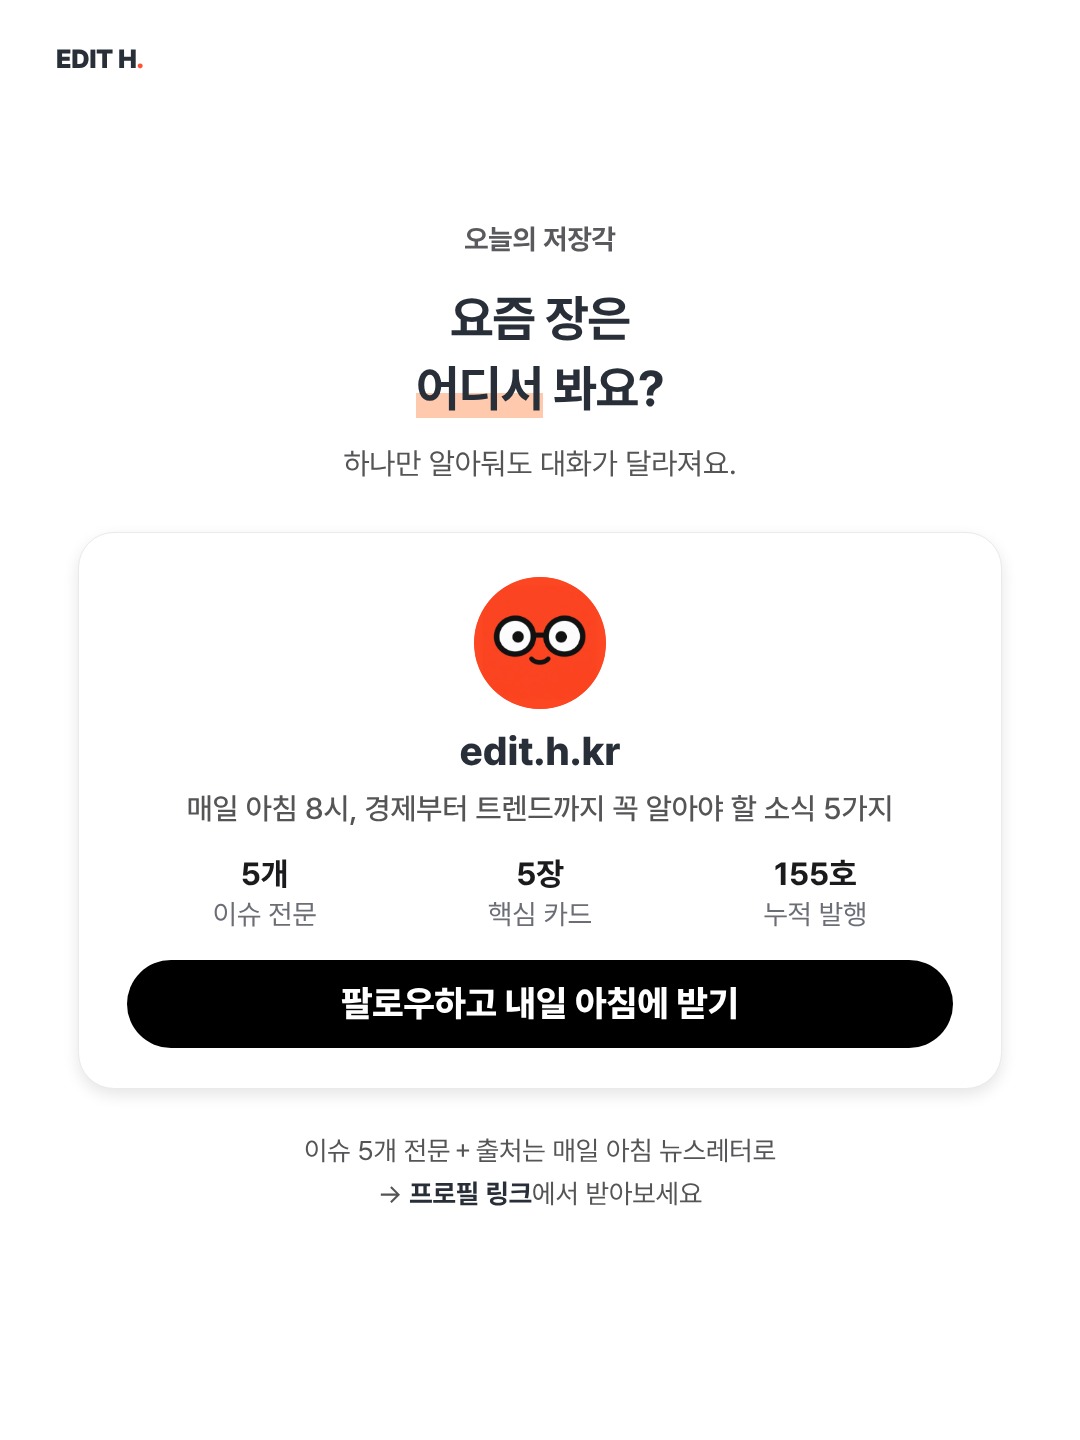 EDIT H.
오늘의 저장각
요즘 장은
어디서 봐요?
하나만 알아둬도 대화가 달라져요.
edit.h.kr
매일 아침 8시, 경제부터 트렌드까지 꼭 알아야 할 소식 5가지
5개
이슈 전문
5장
핵심 카드
155호
누적 발행
팔로우하고 내일 아침에 받기
이슈 5개 전문 + 출처는 매일 아침 뉴스레터로
→ 프로필 링크에서 받아보세요